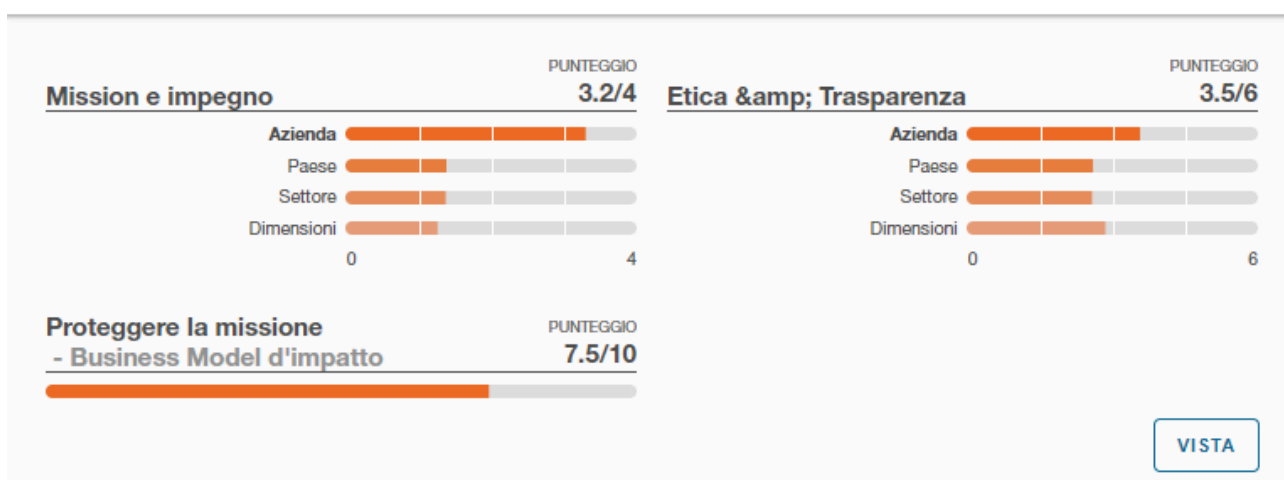 PUNTEGGIO
Mission e impegno 3.2/4
Azienda
Paese
Settore
Dimensioni
0 4
PUNTEGGIO
Etica &amp; Trasparenza 3.5/6
Azienda
Paese
Settore
Dimensioni
0 6
Proteggere la missione PUNTEGGIO
- Business Model d'impatto 7.5/10
VISTA